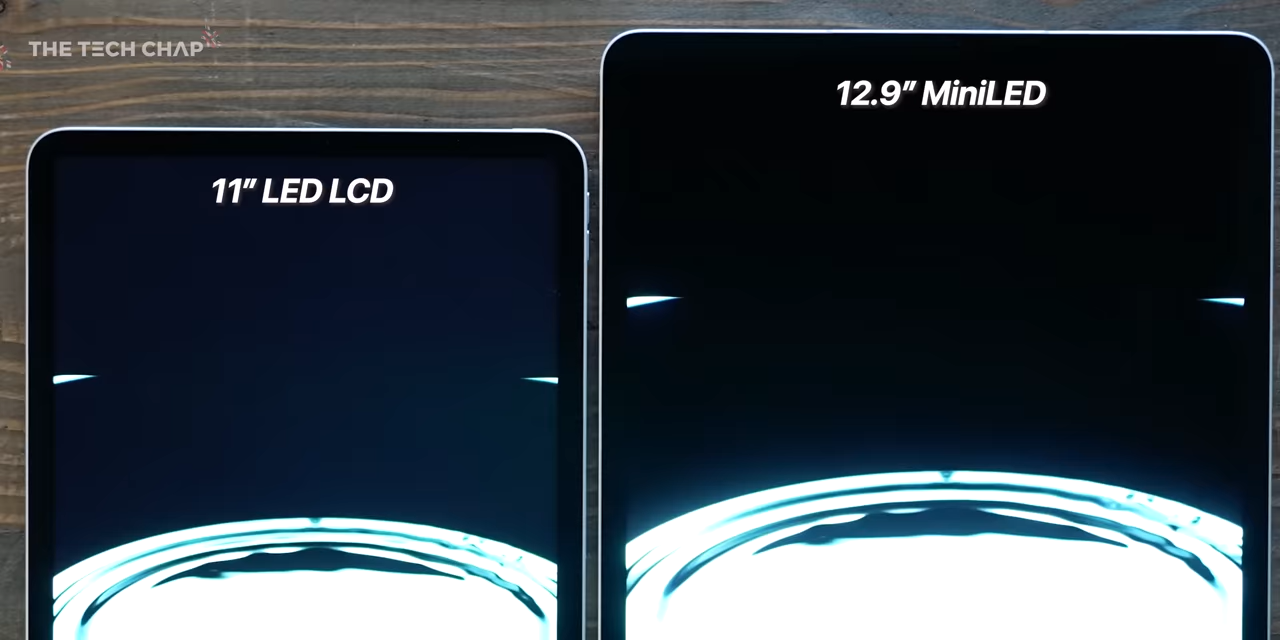 THE TECH CHAP
12.9” MiniLED
11” LED LCD